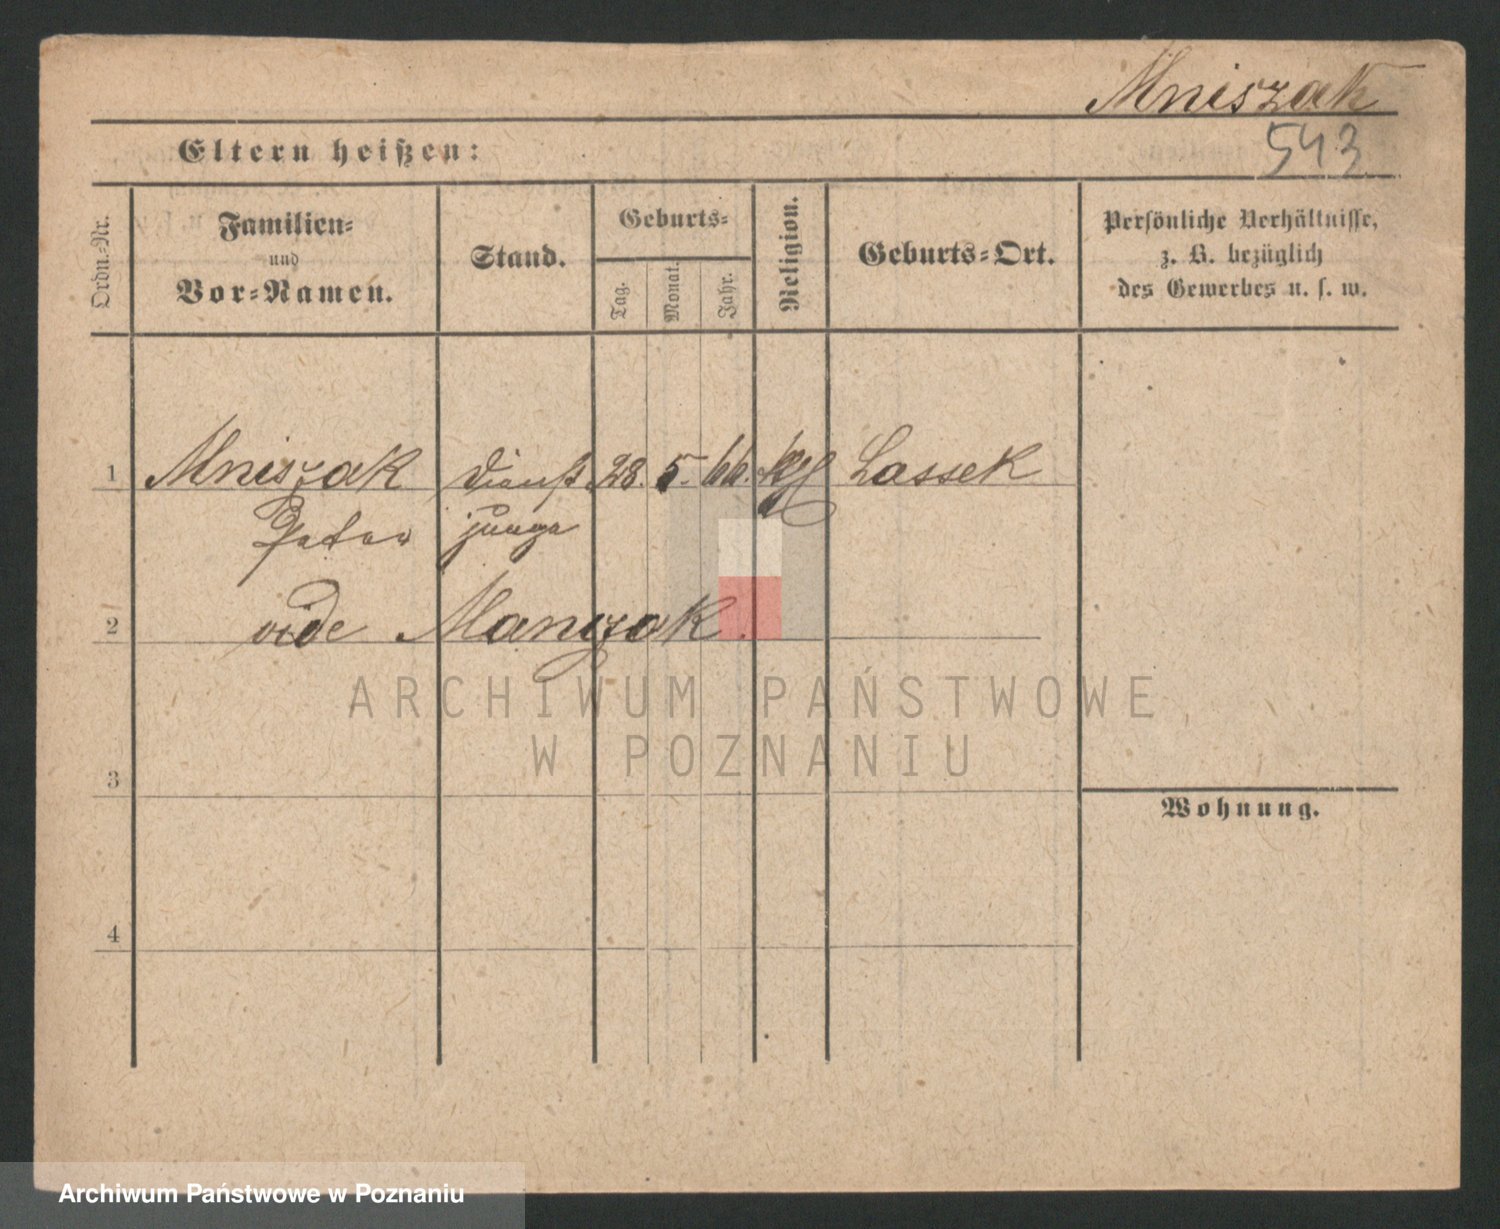 Mniszak
543
Eltern heißen:
Ordn.-Nr.
Familien-
und
Vor-Namen.
Stand.
Geburts-
Tag.
Monat.
Jahr.
Religion.
Geburts-Ort.
Persönliche Verhältnisse,
z. B. bezüglich
des Gewerbes u. s. w.
1 Mniszak Dienst 28. 5. 66. kth Lassek
Peter junge
2 vide Manczak.
ARCHIWUM PAŃSTWOWE
W POZNANIU
3
Wohnung.
4
Archiwum Państwowe w Poznaniu